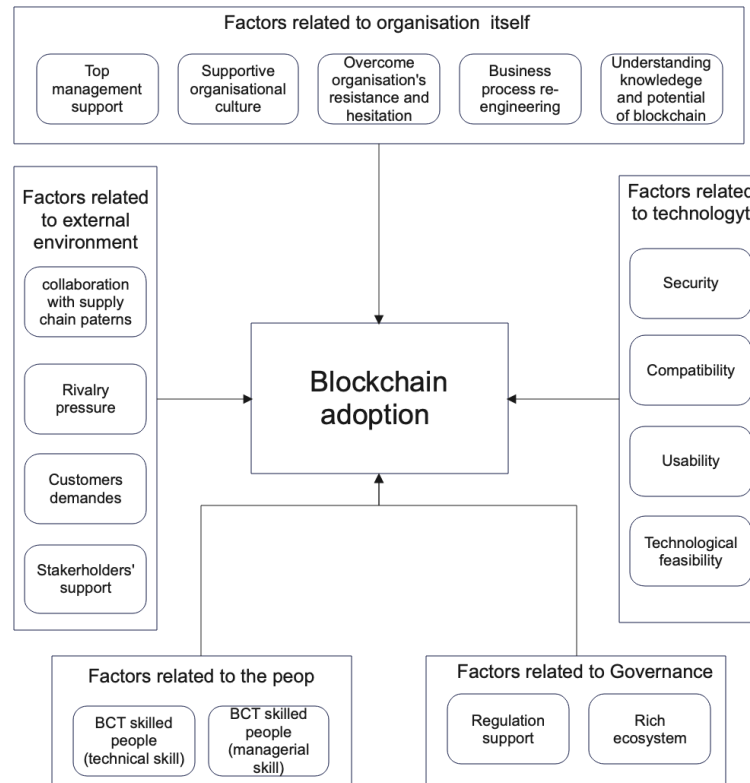 Factors related to organisation itself
Top
management
support
Supportive
organisational
culture
Overcome
organisation's
resistance and
hesitation
Business
process re-
engineering
Understanding
knowledege
and potential
of blockchain
Factors related
to external
environment
collaboration
with supply
chain paterns
Rivalry
pressure
Customers
demandes
Stakerholders'
support
Blockchain
adoption
Factors related
to technologyt
Security
Compatibility
Usability
Technological
feasibility
Factors related to the peop
BCT skilled
people
(technical skill)
BCT skilled
people
(managerial
skill)
Factors related to Governance
Regulation
support
Rich
ecosystem